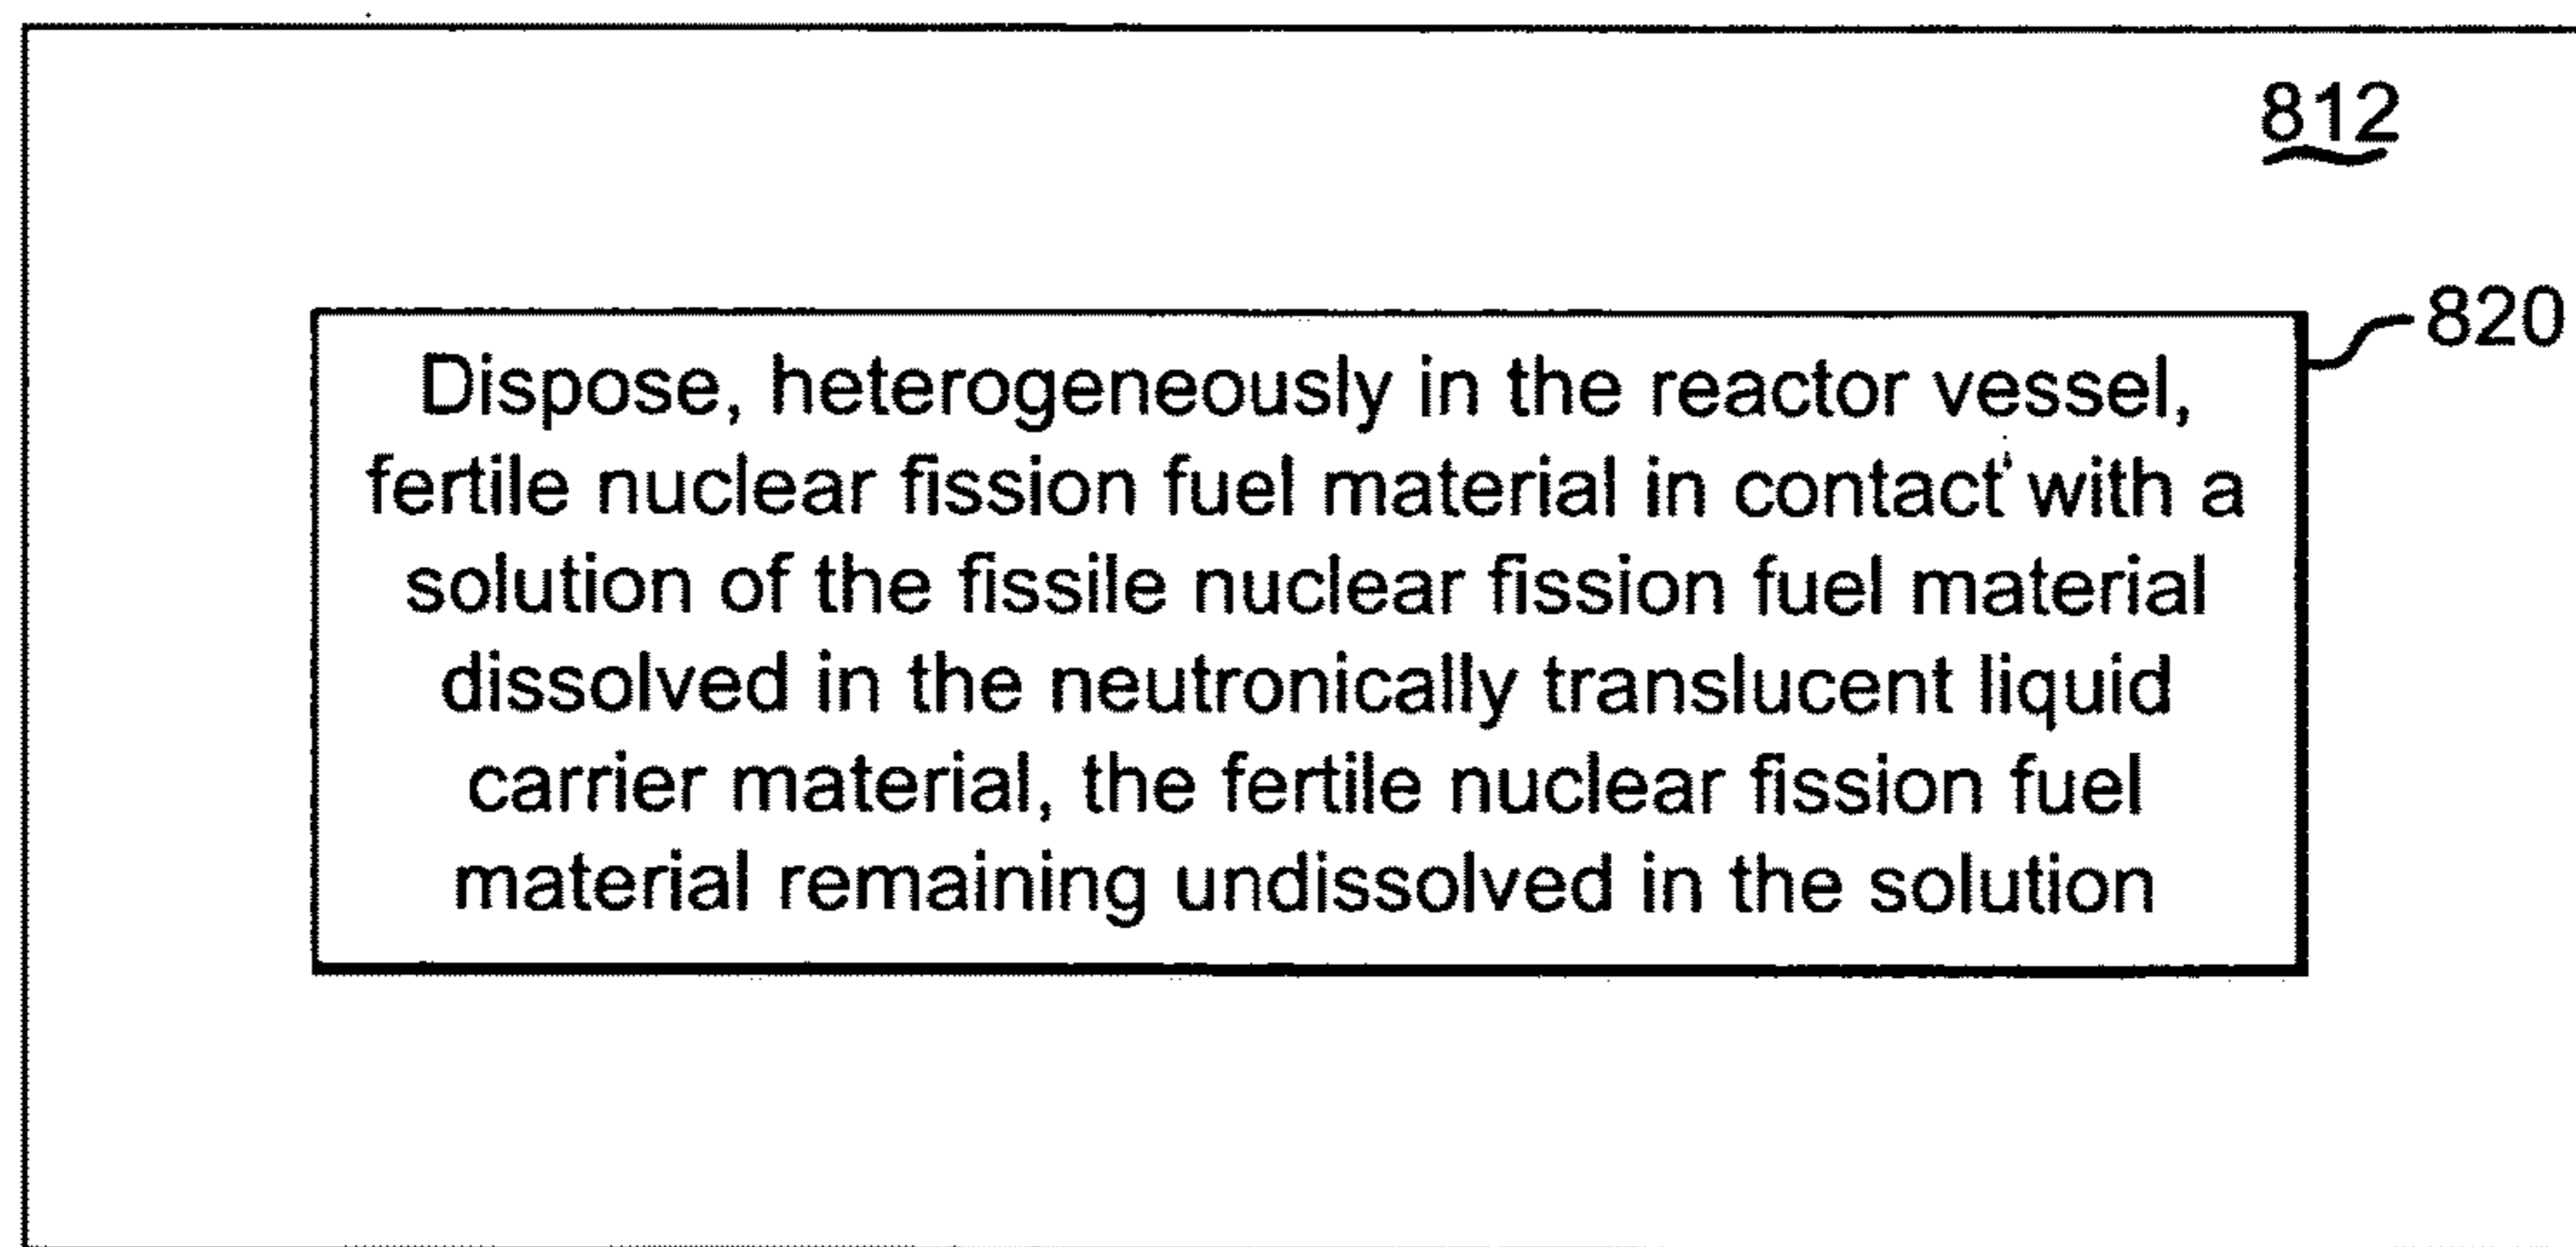 812
820
Dispose, heterogeneously in the reactor vessel,
fertile nuclear fission fuel material in contact with a
solution of the fissile nuclear fission fuel material
dissolved in the neutronically translucent liquid
carrier material, the fertile nuclear fission fuel
material remaining undissolved in the solution